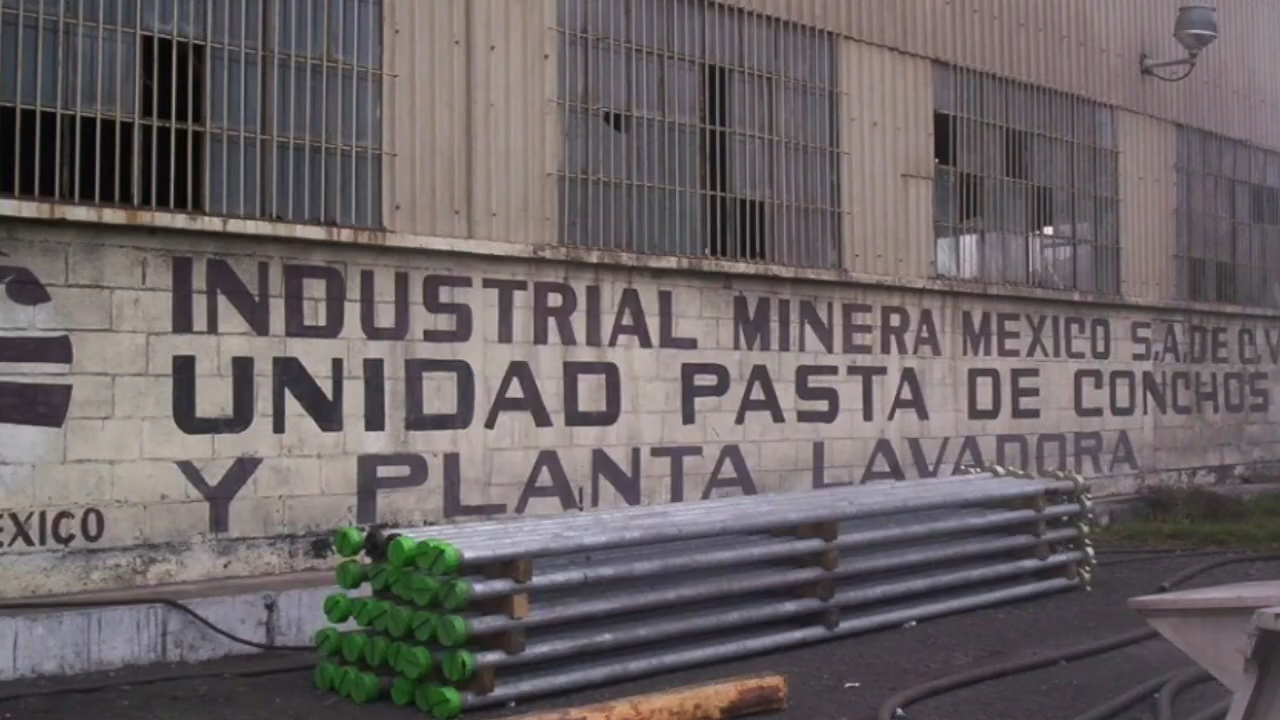 INDUSTRIAL MINERA MEXICO S.A. DE C.V
UNIDAD PASTA DE CONCHOS
Y PLANTA LAVADORA
EXICO